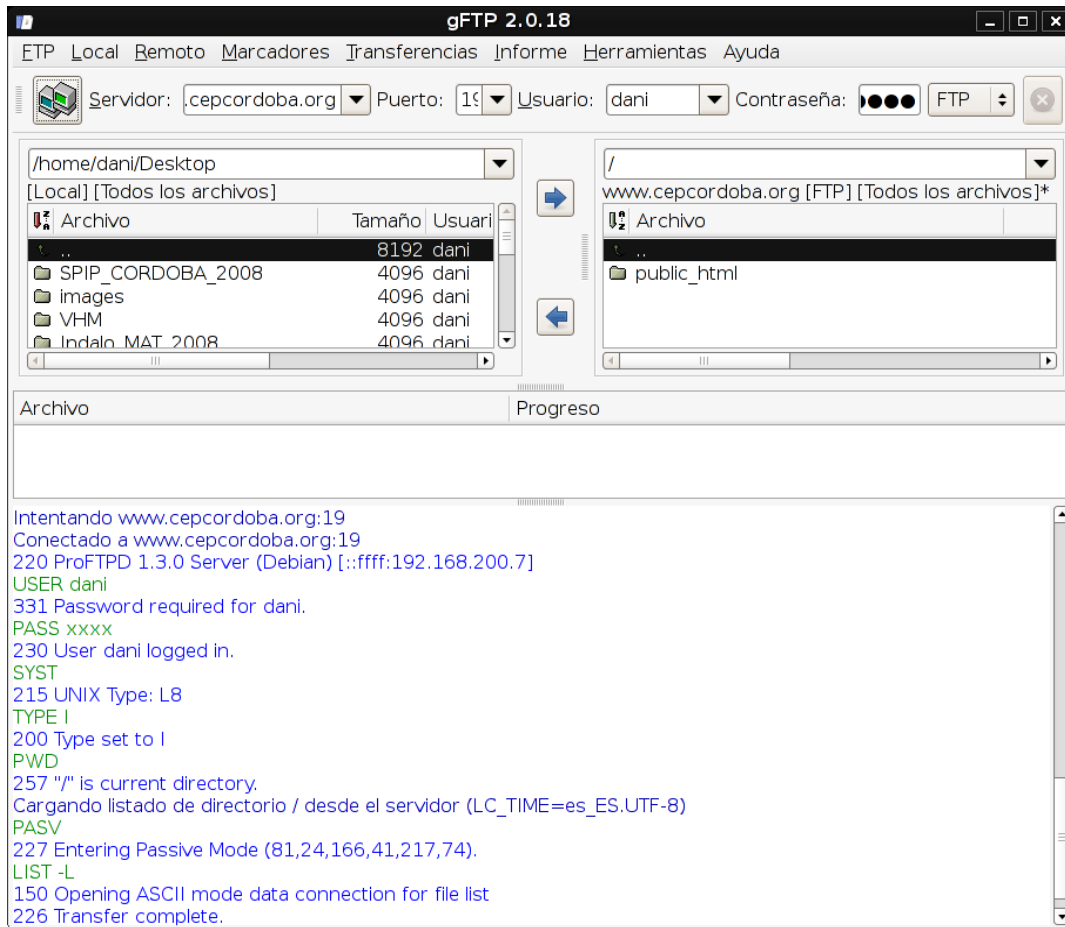 gFTP 2.0.18
FTP Local Remoto Marcadores Transferencias Informe Herramientas Ayuda
Servidor: .cepcordoba.org Puerto: 19 Usuario: dani Contraseña: ●●●● FTP
/home/dani/Desktop
[Local] [Todos los archivos]
Archivo Tamaño Usuari
.. 8192 dani
SPIP_CORDOBA_2008 4096 dani
images 4096 dani
VHM 4096 dani
Indalo_MAT_2008 4096 dani
/
www.cepcordoba.org [FTP] [Todos los archivos]*
Archivo
..
public_html
Archivo Progreso
Intentando www.cepcordoba.org:19
Conectado a www.cepcordoba.org:19
220 ProFTPD 1.3.0 Server (Debian) [::ffff:192.168.200.7]
USER dani
331 Password required for dani.
PASS xxxx
230 User dani logged in.
SYST
215 UNIX Type: L8
TYPE I
200 Type set to I
PWD
257 "/" is current directory.
Cargando listado de directorio / desde el servidor (LC_TIME=es_ES.UTF-8)
PASV
227 Entering Passive Mode (81,24,166,41,217,74).
LIST -L
150 Opening ASCII mode data connection for file list
226 Transfer complete.